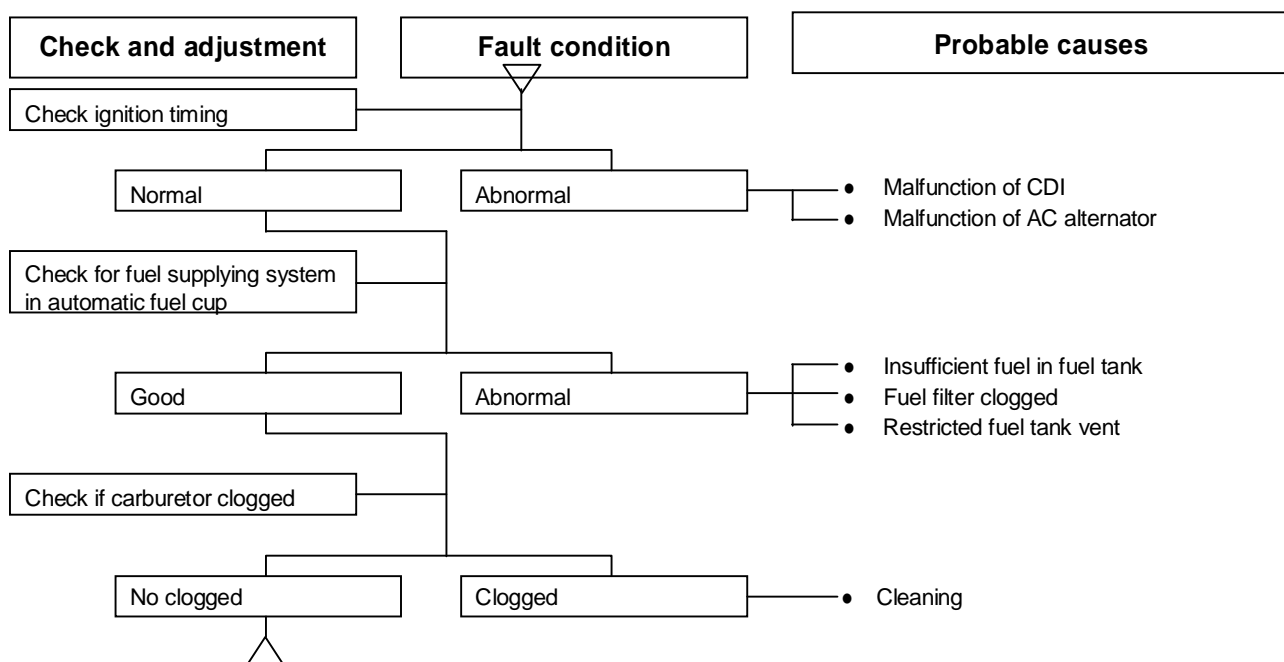 Check and adjustment
Fault condition
Probable causes
Check ignition timing
Normal
Abnormal
● Malfunction of CDI
● Malfunction of AC alternator
Check for fuel supplying system
in automatic fuel cup
Good
Abnormal
● Insufficient fuel in fuel tank
● Fuel filter clogged
● Restricted fuel tank vent
Check if carburetor clogged
No clogged
Clogged
● Cleaning